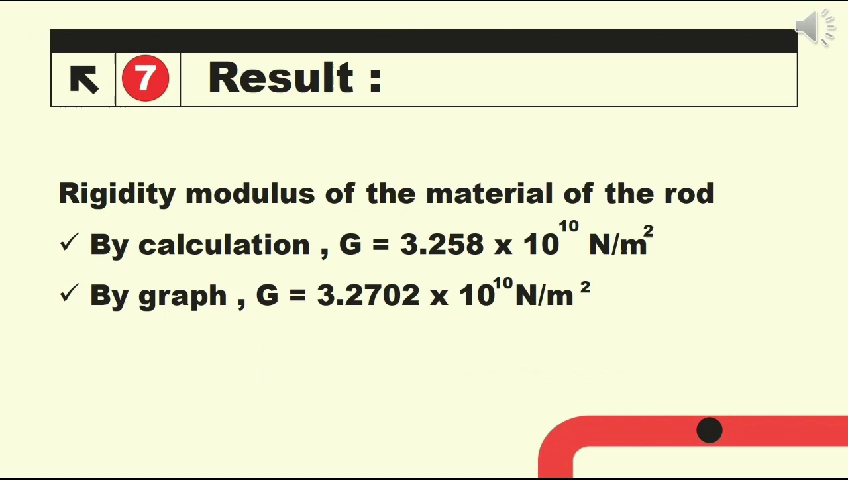 7 Result :
Rigidity modulus of the material of the rod
✓ By calculation , G = 3.258 x 10¹⁰ N/m²
✓ By graph , G = 3.2702 x 10¹⁰ N/m ²